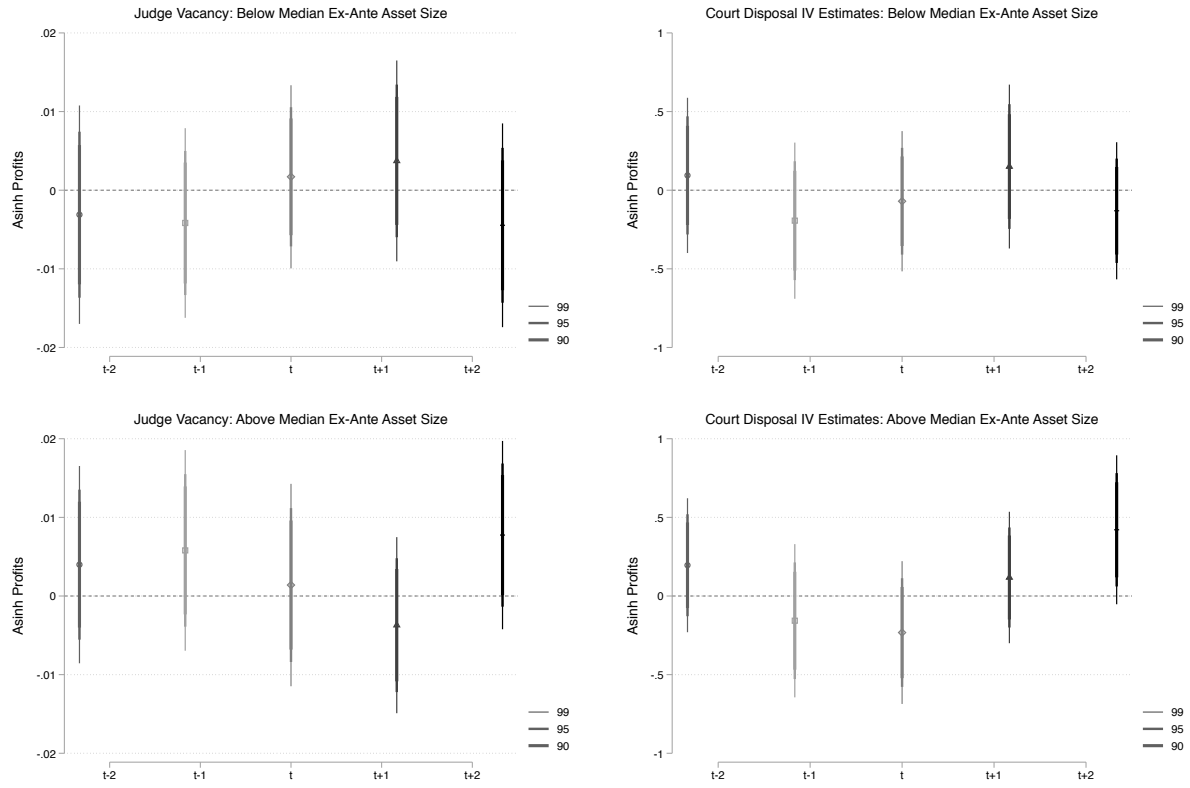 Judge Vacancy: Below Median Ex-Ante Asset Size
.02
.01
0
-.01
-.02
Asinh Profits
t-2 t-1 t t+1 t+2
99
95
90
Court Disposal IV Estimates: Below Median Ex-Ante Asset Size
1
.5
0
-.5
-1
Asinh Profits
t-2 t-1 t t+1 t+2
99
95
90
Judge Vacancy: Above Median Ex-Ante Asset Size
.02
.01
0
-.01
-.02
Asinh Profits
t-2 t-1 t t+1 t+2
99
95
90
Court Disposal IV Estimates: Above Median Ex-Ante Asset Size
1
.5
0
-.5
-1
Asinh Profits
t-2 t-1 t t+1 t+2
99
95
90